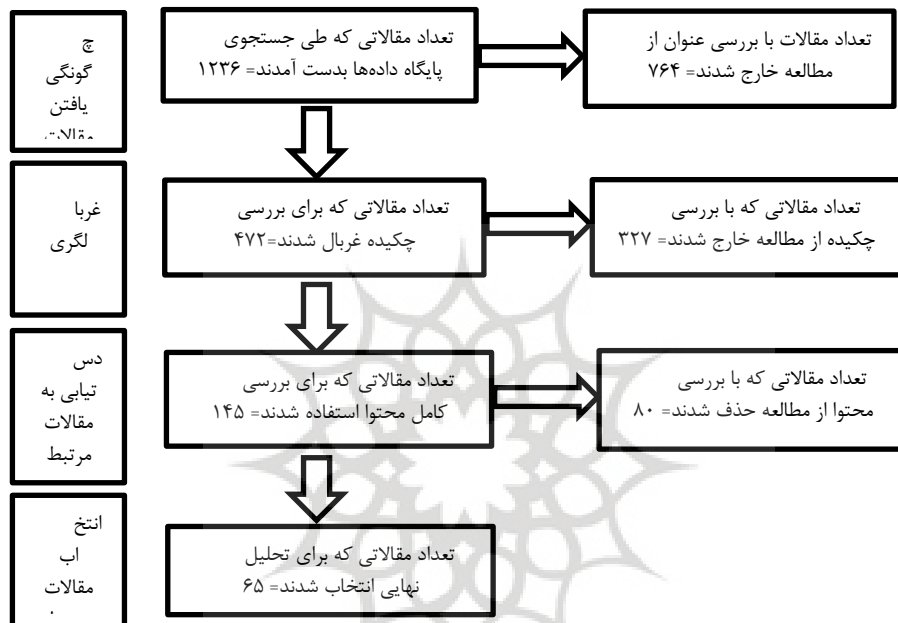 چ
گونگی
یافتن
مقالات
تعداد مقالاتی که طی جستجوی
پایگاه داده‌ها بدست آمدند= ۱۲۳۶
تعداد مقالات با بررسی عنوان از
مطالعه خارج شدند= ۷۶۴
غربا
لگری
تعداد مقالاتی که برای بررسی
چکیده غربال شدند=۴۷۲
تعداد مقالاتی که با بررسی
چکیده از مطالعه خارج شدند= ۳۲۷
دس
تیابی به
مقالات
مرتبط
تعداد مقالاتی که برای بررسی
کامل محتوا استفاده شدند= ۱۴۵
تعداد مقالاتی که با بررسی
محتوا از مطالعه حذف شدند= ۸۰
انتخ
اب
مقالات
تعداد مقالاتی که برای تحلیل
نهایی انتخاب شدند= ۶۵